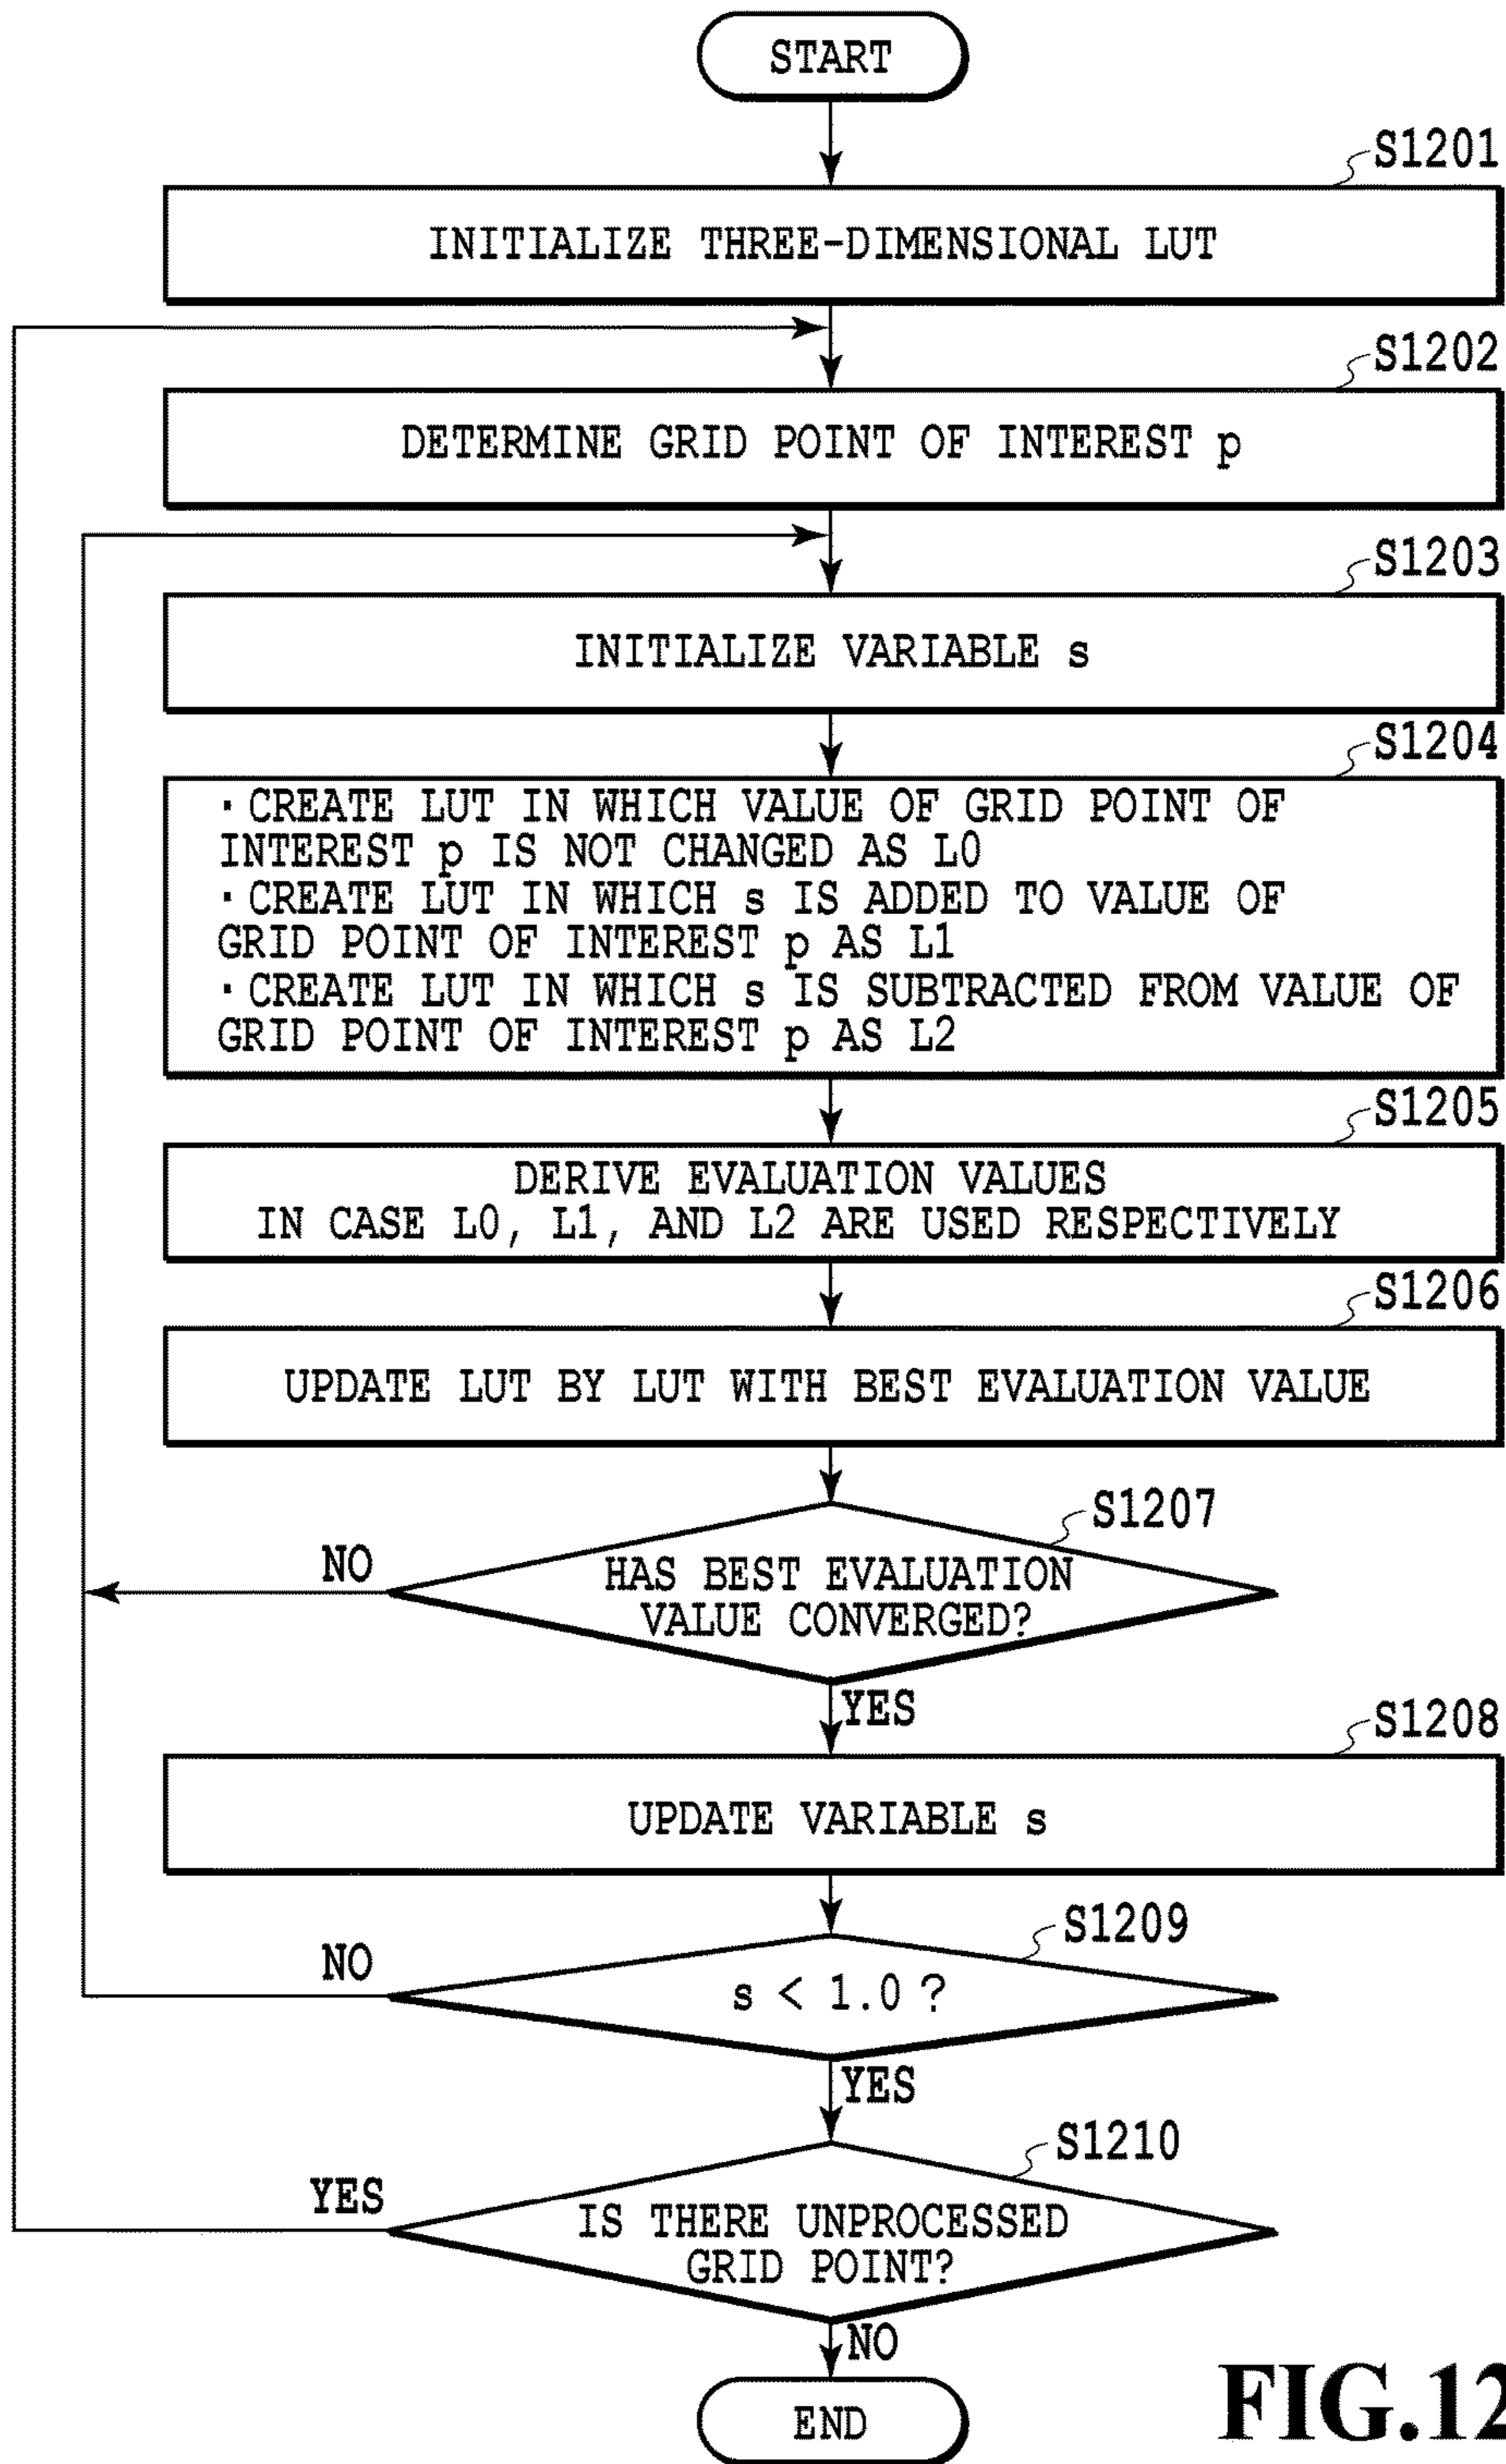 START
S1201
INITIALIZE THREE-DIMENSIONAL LUT
S1202
DETERMINE GRID POINT OF INTEREST p
S1203
INITIALIZE VARIABLE s
S1204
・CREATE LUT IN WHICH VALUE OF GRID POINT OF
INTEREST p IS NOT CHANGED AS L0
・CREATE LUT IN WHICH s IS ADDED TO VALUE OF
GRID POINT OF INTEREST p AS L1
・CREATE LUT IN WHICH s IS SUBTRACTED FROM VALUE OF
GRID POINT OF INTEREST p AS L2
S1205
DERIVE EVALUATION VALUES
IN CASE L0, L1, AND L2 ARE USED RESPECTIVELY
S1206
UPDATE LUT BY LUT WITH BEST EVALUATION VALUE
S1207
NO
HAS BEST EVALUATION
VALUE CONVERGED?
YES
S1208
UPDATE VARIABLE s
S1209
NO
s < 1.0 ?
YES
S1210
YES
IS THERE UNPROCESSED
GRID POINT?
NO
END
FIG.12